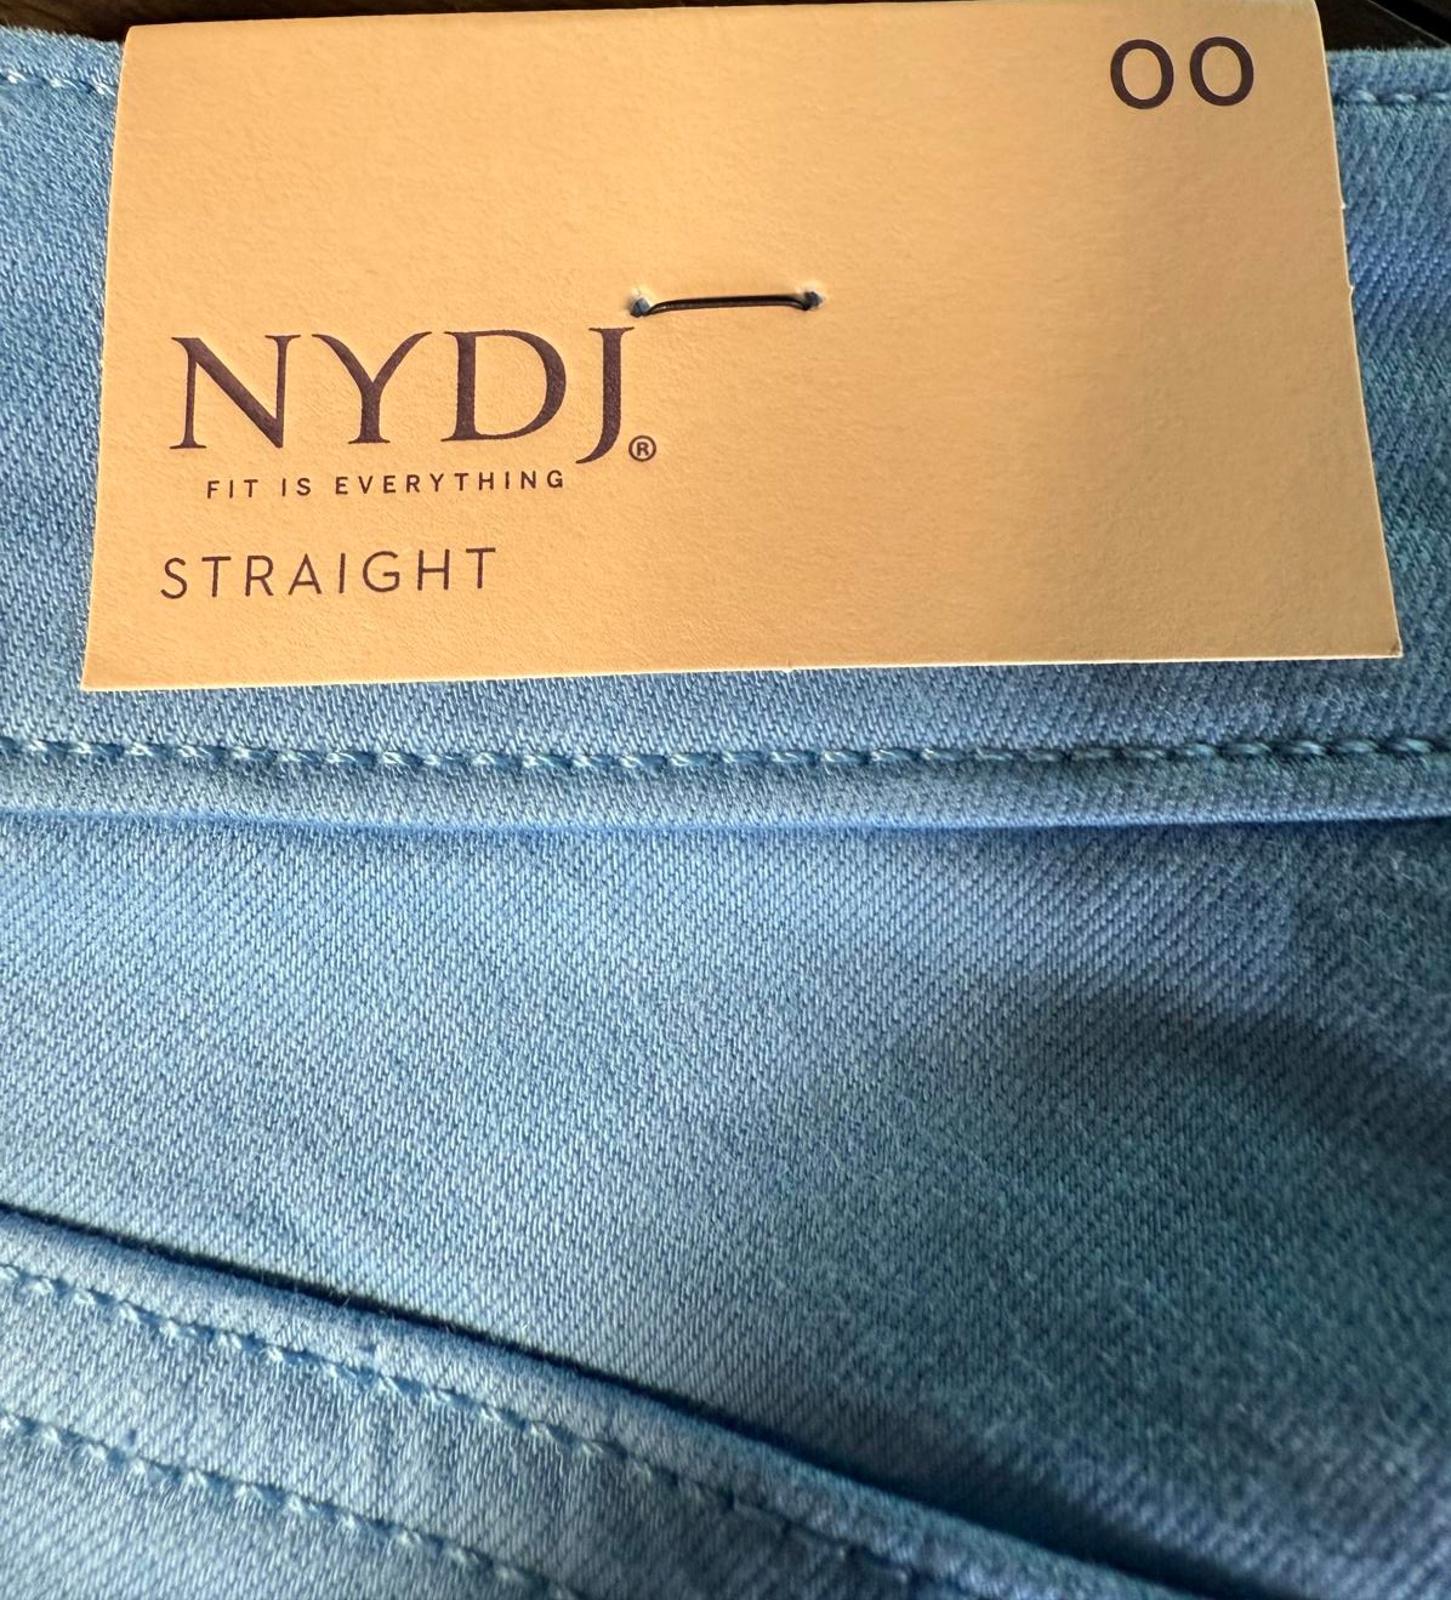 00
NYDJ®
FIT IS EVERYTHING
STRAIGHT